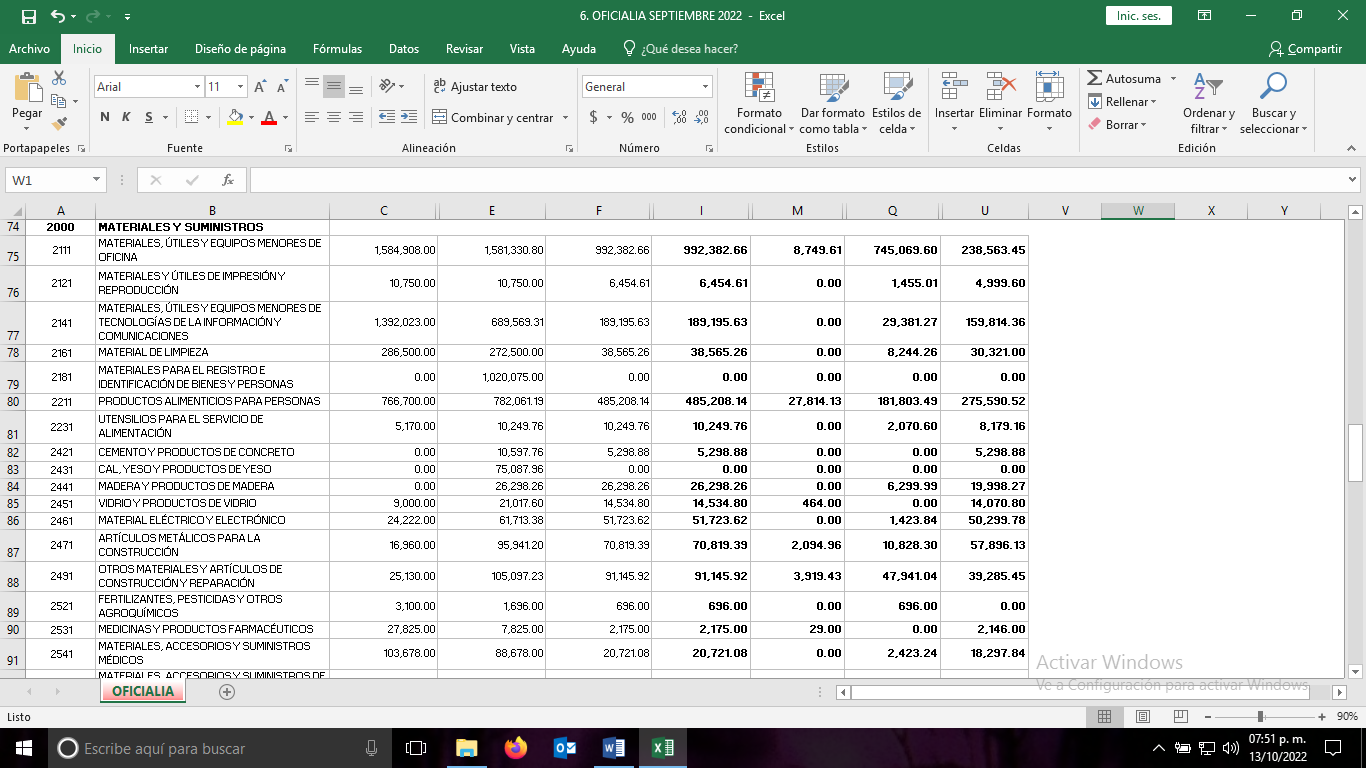 6. OFICIALIA SEPTIEMBRE 2022 - Excel
Inic. ses.
Archivo Inicio Insertar Diseño de página Fórmulas Datos Revisar Vista Ayuda ¿Qué desea hacer? Compartir
Pegar
Arial 11
N K S
Ajustar texto
Combinar y centrar
General
$ % 000
Formato condicional
Dar formato como tabla
Estilos de celda
Insertar Eliminar Formato
Autosuma
Rellenar
Borrar
Ordenar y filtrar
Buscar y seleccionar
Portapapeles Fuente Alineación Número Estilos Celdas Edición
W1 fx
A B C E F I M Q U V W X Y
74 2000 MATERIALES Y SUMINISTROS
75 2111 MATERIALES, ÚTILES Y EQUIPOS MENORES DE OFICINA 1,584,908.00 1,581,330.80 992,382.66 992,382.66 8,749.61 745,069.60 238,563.45
76 2121 MATERIALES Y ÚTILES DE IMPRESIÓN Y REPRODUCCIÓN 10,750.00 10,750.00 6,454.61 6,454.61 0.00 1,455.01 4,999.60
77 2141 MATERIALES, ÚTILES Y EQUIPOS MENORES DE TECNOLOGÍAS DE LA INFORMACIÓN Y COMUNICACIONES 1,392,023.00 689,569.31 189,195.63 189,195.63 0.00 29,381.27 159,814.36
78 2161 MATERIAL DE LIMPIEZA 286,500.00 272,500.00 38,565.26 38,565.26 0.00 8,244.26 30,321.00
79 2181 MATERIALES PARA EL REGISTRO E IDENTIFICACIÓN DE BIENES Y PERSONAS 0.00 1,020,075.00 0.00 0.00 0.00 0.00 0.00
80 2211 PRODUCTOS ALIMENTICIOS PARA PERSONAS 766,700.00 782,061.19 485,208.14 485,208.14 27,814.13 181,803.49 275,590.52
81 2231 UTENSILIOS PARA EL SERVICIO DE ALIMENTACIÓN 5,170.00 10,249.76 10,249.76 10,249.76 0.00 2,070.60 8,179.16
82 2421 CEMENTO Y PRODUCTOS DE CONCRETO 0.00 10,597.76 5,298.88 5,298.88 0.00 0.00 5,298.88
83 2431 CAL, YESO Y PRODUCTOS DE YESO 0.00 75,087.96 0.00 0.00 0.00 0.00 0.00
84 2441 MADERA Y PRODUCTOS DE MADERA 0.00 26,298.26 26,298.26 26,298.26 0.00 6,299.99 19,998.27
85 2451 VIDRIO Y PRODUCTOS DE VIDRIO 9,000.00 21,017.60 14,534.80 14,534.80 464.00 0.00 14,070.80
86 2461 MATERIAL ELÉCTRICO Y ELECTRÓNICO 24,222.00 61,713.38 51,723.62 51,723.62 0.00 1,423.84 50,299.78
87 2471 ARTÍCULOS METÁLICOS PARA LA CONSTRUCCIÓN 16,960.00 95,941.20 70,819.39 70,819.39 2,094.96 10,828.30 57,896.13
88 2491 OTROS MATERIALES Y ARTÍCULOS DE CONSTRUCCIÓN Y REPARACIÓN 25,130.00 105,097.23 91,145.92 91,145.92 3,919.43 47,941.04 39,285.45
89 2521 FERTILIZANTES, PESTICIDAS Y OTROS AGROQUÍMICOS 3,100.00 1,696.00 696.00 696.00 0.00 696.00 0.00
90 2531 MEDICINAS Y PRODUCTOS FARMACÉUTICOS 27,825.00 7,825.00 2,175.00 2,175.00 29.00 0.00 2,146.00
91 2541 MATERIALES, ACCESORIOS Y SUMINISTROS MÉDICOS 103,678.00 88,678.00 20,721.08 20,721.08 0.00 2,423.24 18,297.84
MATERIALES, ACCESORIOS Y SUMINISTROS DE
Activar Windows
Ve a Configuración para activar Windows.
OFICIALIA
Listo 90%
Escribe aquí para buscar
07:51 p. m.
13/10/2022